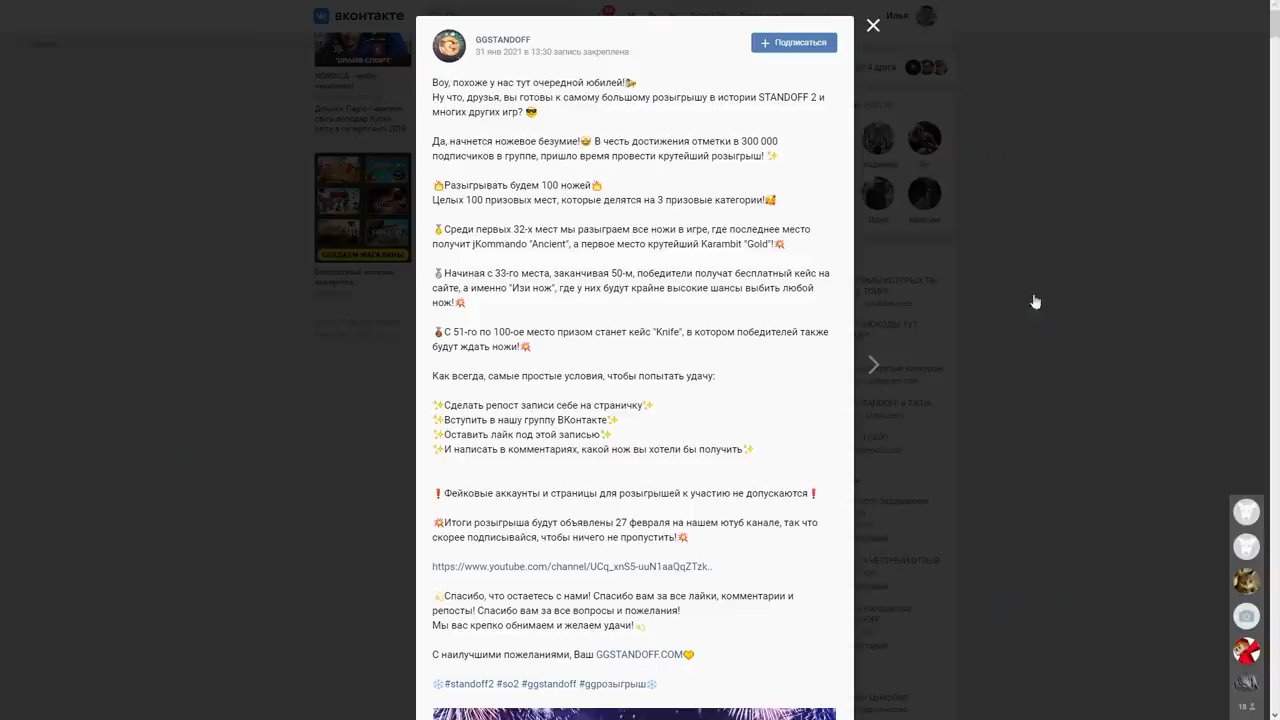 вконтакте
Илья
GGSTANDOFF
31 янв 2021 в 13:30 запись закреплена
Подписаться
Воу, похоже у нас тут очередной юбилей!
Ну что, друзья, вы готовы к самому большому розыгрышу в истории STANDOFF 2 и
многих других игр? 😎
Да, начнется ножевое безумие!🤩 В честь достижения отметки в 300 000
подписчиков в группе, пришло время провести крутейший розыгрыш! ✨
Разыгрывать будем 100 ножей
Целых 100 призовых мест, которые делятся на 3 призовые категории!🥰
🥇Среди первых 32-х мест мы разыграем все ножи в игре, где последнее место
получит jKommando "Ancient", а первое место крутейший Karambit "Gold"!💥
🥈Начиная с 33-го места, заканчивая 50-м, победители получат бесплатный кейс на
сайте, а именно "Изи нож", где у них будут крайне высокие шансы выбить любой
нож!💥
🥉С 51-го по 100-ое место призом станет кейс "Knife", в котором победителей также
будут ждать ножи!💥
Как всегда, самые простые условия, чтобы попытать удачу:
✨Сделать репост записи себе на страничку✨
✨Вступить в нашу группу ВКонтакте✨
✨Оставить лайк под этой записью✨
✨И написать в комментариях, какой нож вы хотели бы получить✨
❗Фейковые аккаунты и страницы для розыгрышей к участию не допускаются❗
💥Итоги розыгрыша будут объявлены 27 февраля на нашем ютуб канале, так что
скорее подписывайся, чтобы ничего не пропустить!💥
https://www.youtube.com/channel/UCq_xnS5-uuN1aaQqZTzk..
💫Спасибо, что остаетесь с нами! Спасибо вам за все лайки, комментарии и
репосты! Спасибо вам за все вопросы и пожелания!
Мы вас крепко обнимаем и желаем удачи!💫
С наилучшими пожеланиями, Ваш GGSTANDOFF.COM💛
❄#standoff2 #so2 #ggstandoff #ggрозыгрыш❄
СОЗДАЕМ МАГАЗИНЫ
18